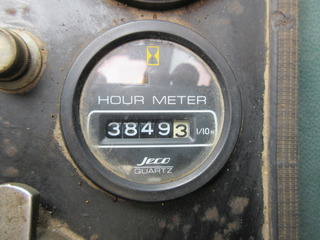 HOUR METER
38493 1/10 H
Jeco
QUARTZ